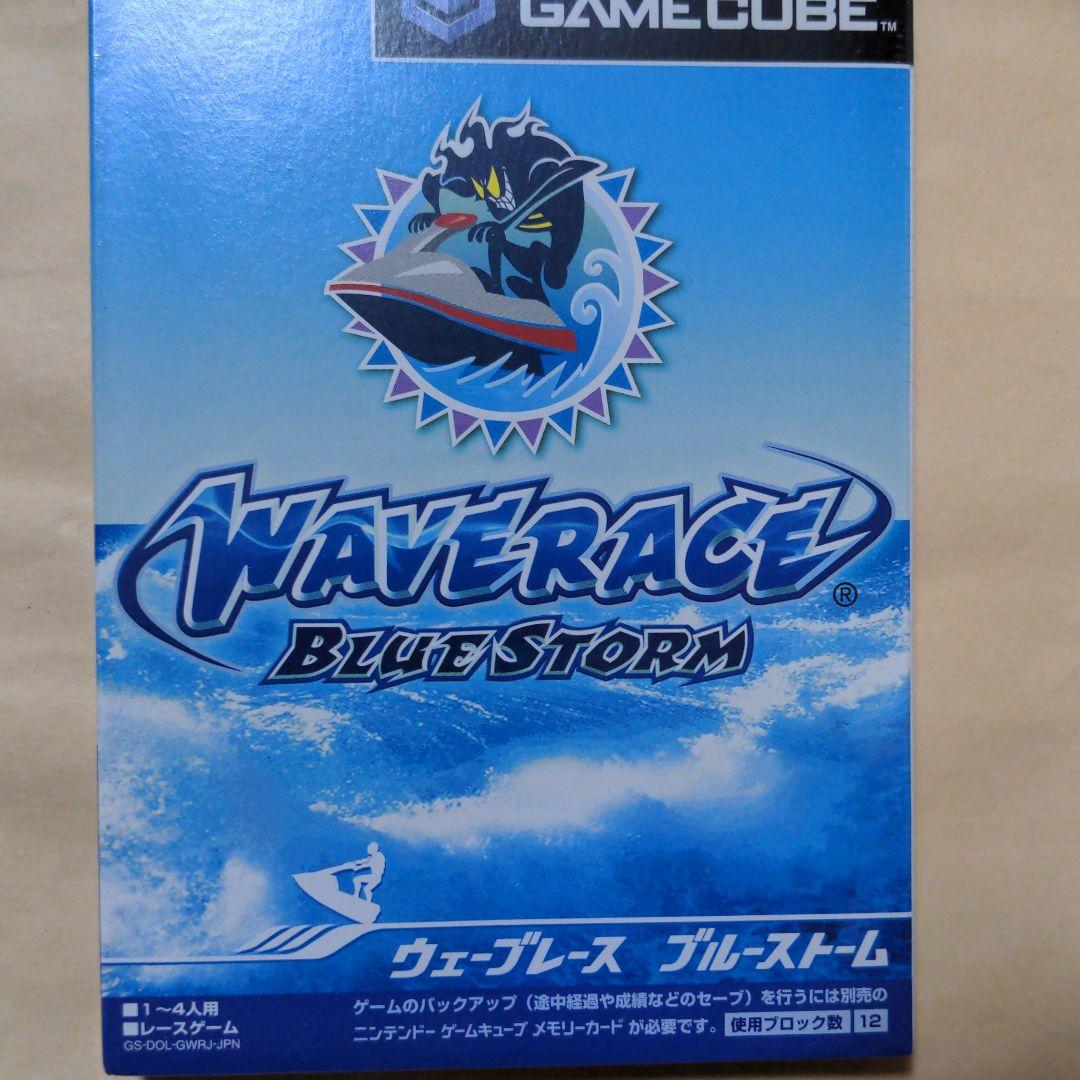 GAMECUBE™
WAVERACE®
BLUE STORM
ウェーブレース ブルーストーム
■1〜4人用
■レースゲーム
GS-DOL-GWRJ-JPN
ゲームのバックアップ（途中経過や成績などのセーブ）を行うには別売の
ニンテンドー ゲームキューブ メモリーカード が必要です。 使用ブロック数 12